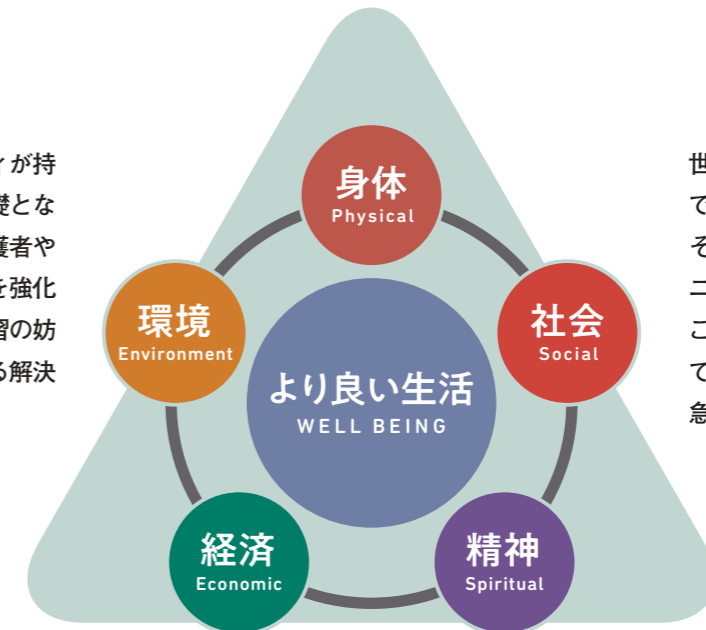 ィが持
礎とな
護者や
を強化
習の妨
る解決
身体
Physical
環境
Environment
社会
Social
より良い生活
WELL BEING
経済
Economic
精神
Spiritual
世
で
そ
ニ
こ
て
急